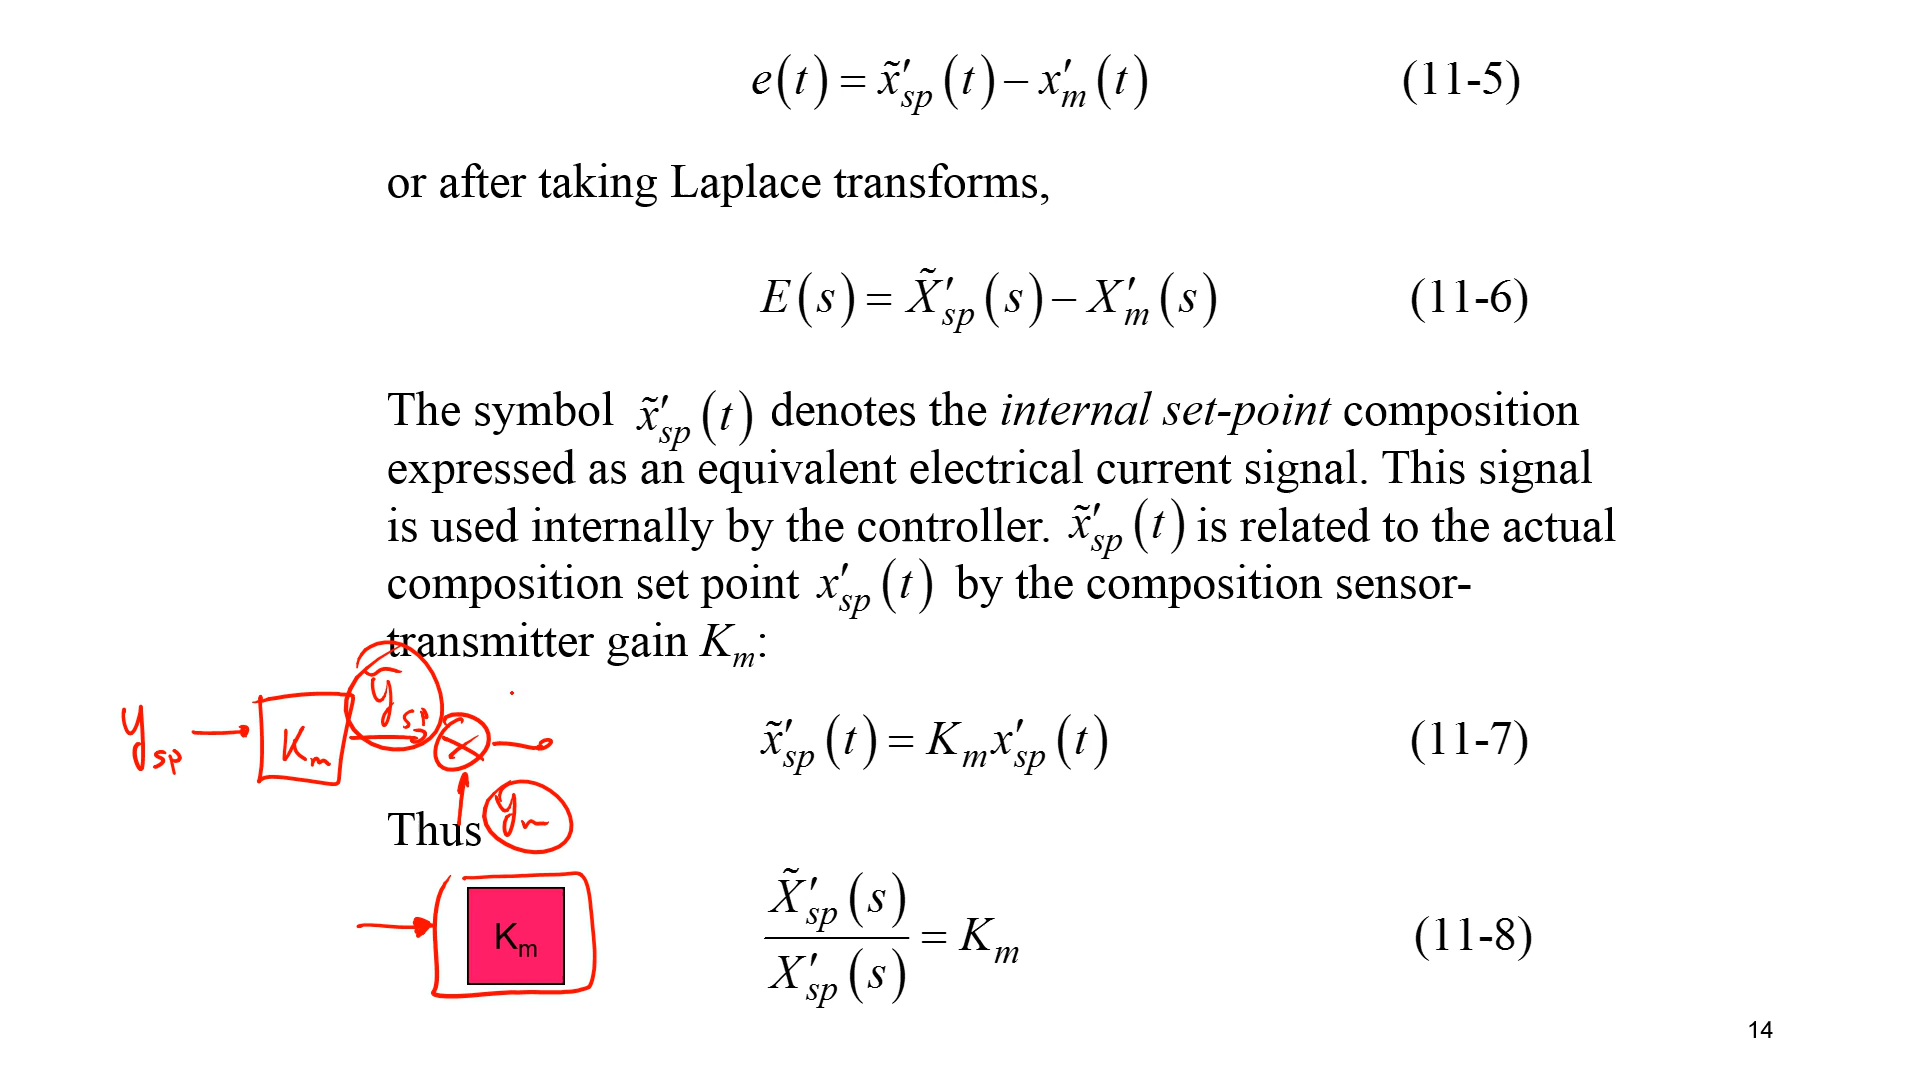 e(t) = x̃′sp(t) − x′m(t) (11-5)
or after taking Laplace transforms,
E(s) = X̃′sp(s) − X′m(s) (11-6)
The symbol x̃′sp(t) denotes the internal set-point composition
expressed as an equivalent electrical current signal. This signal
is used internally by the controller. x̃′sp(t) is related to the actual
composition set point x′sp(t) by the composition sensor-
transmitter gain Km:
ysp Km ỹsp
x̃′sp(t) = Kmx′sp(t) (11-7)
ym
Thus
Km
X̃′sp(s) / X′sp(s) = Km (11-8)
14